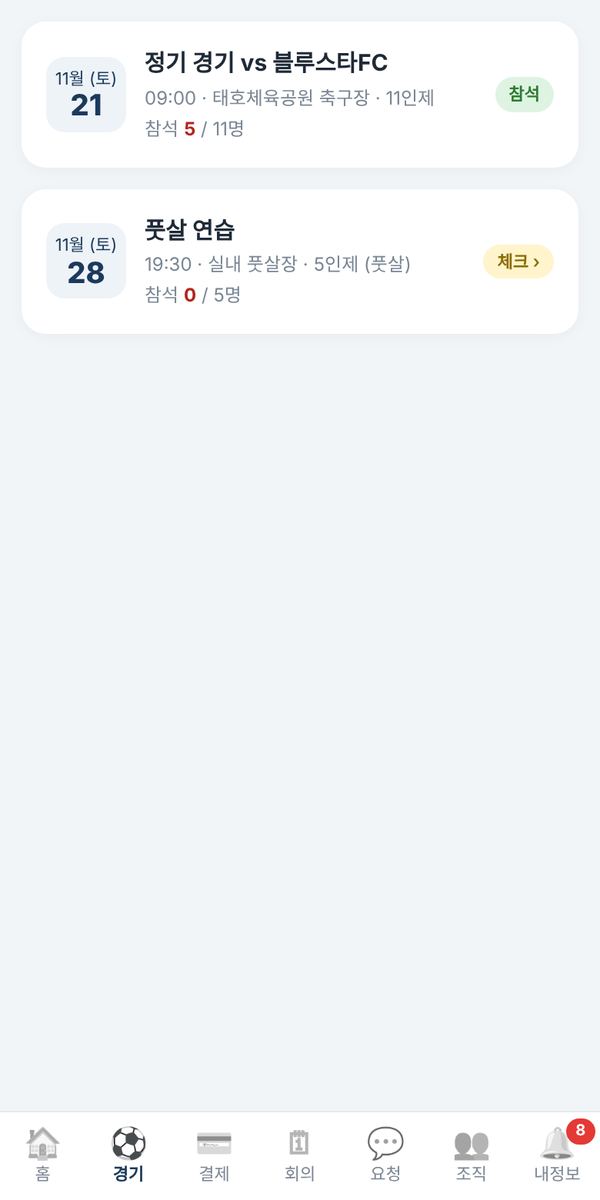 11월 (토)
21
정기 경기 vs 블루스타FC
09:00 · 태호체육공원 축구장 · 11인제
참석 5 / 11명
참석
11월 (토)
28
풋살 연습
19:30 · 실내 풋살장 · 5인제 (풋살)
참석 0 / 5명
체크 ›
8
홈
경기
결제
회의
요청
조직
내정보